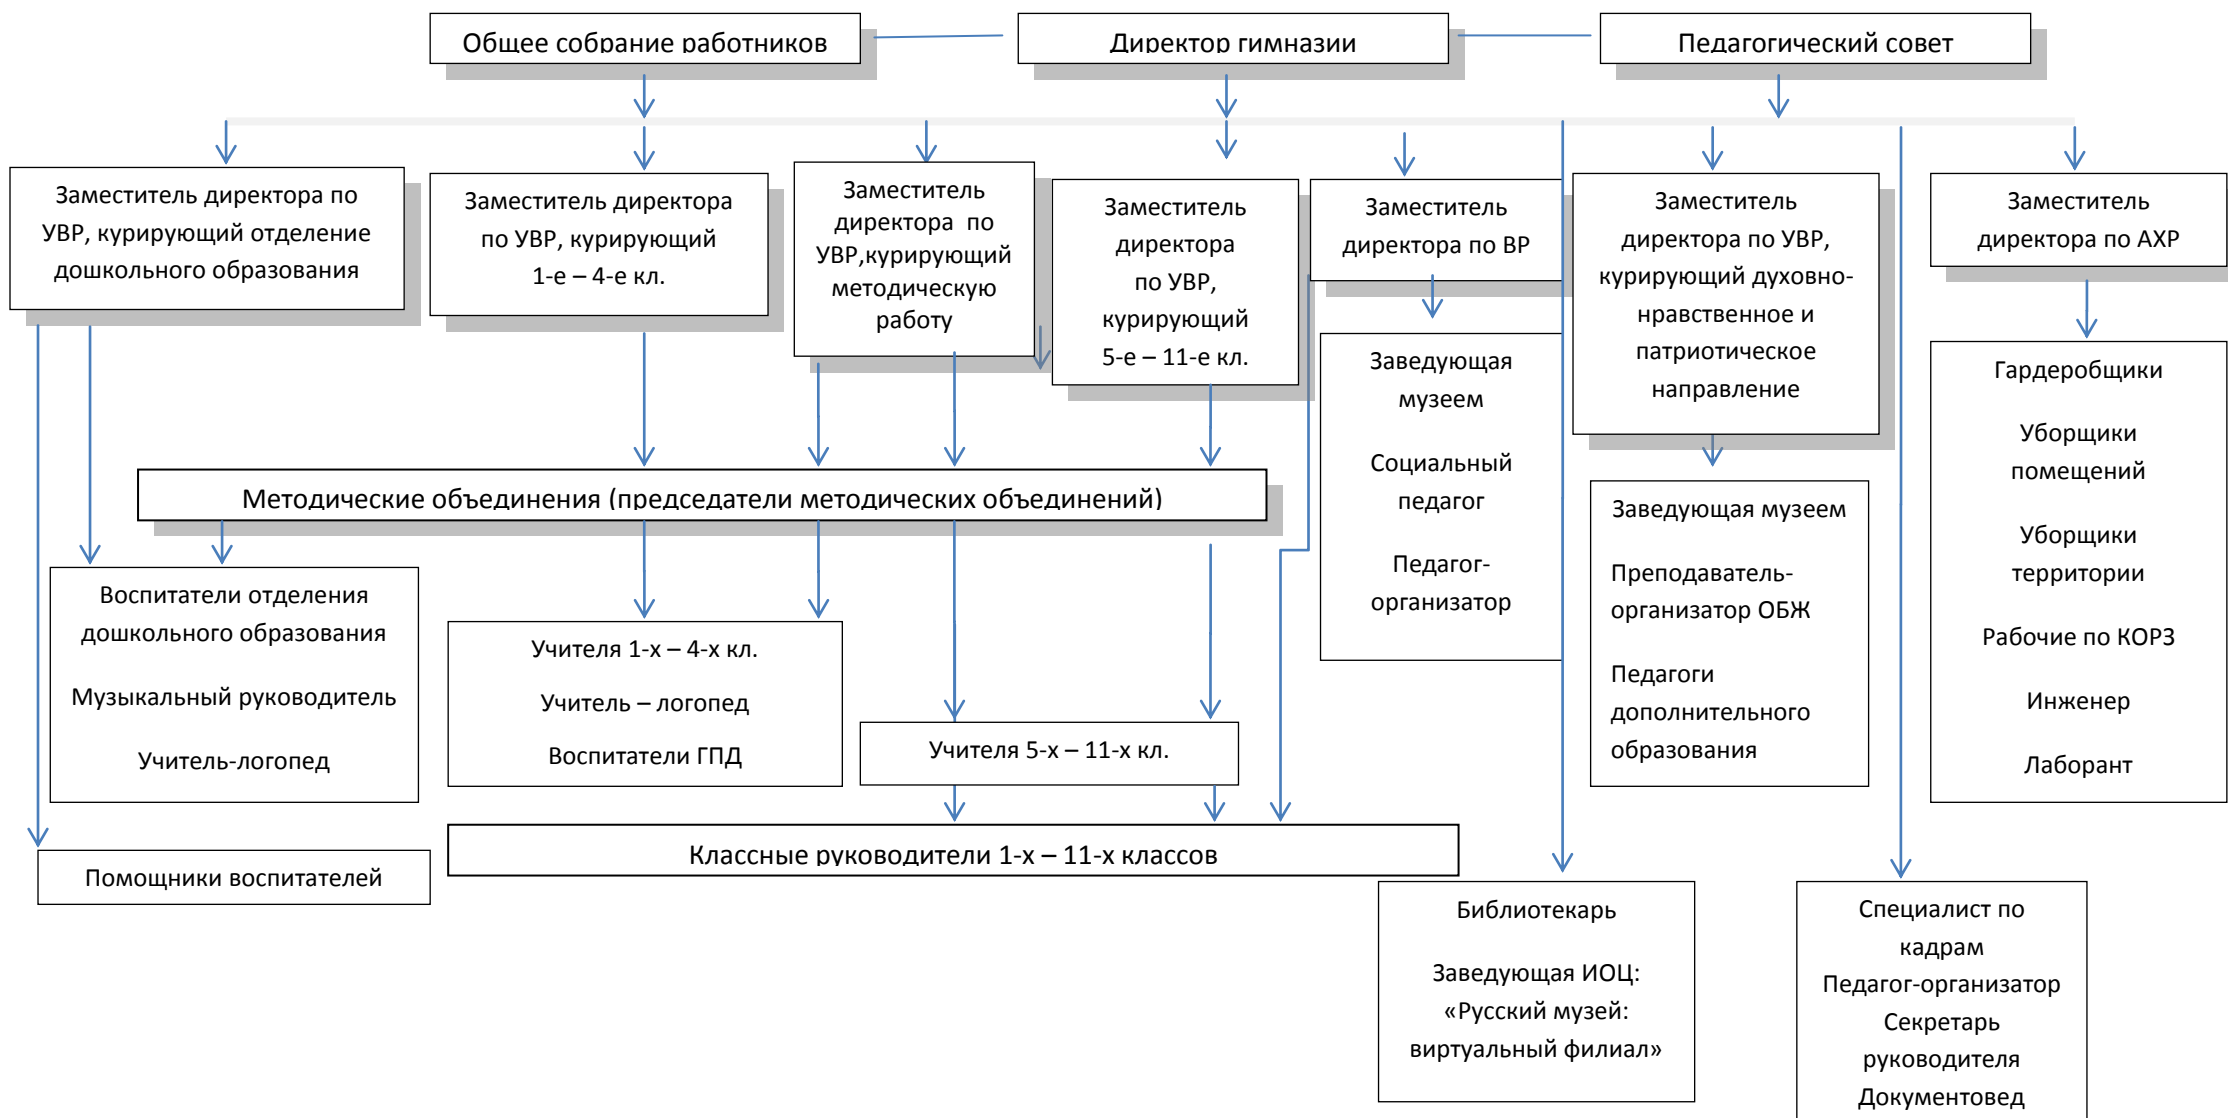 Общее собрание работников
Директор гимназии
Педагогический совет
Заместитель директора по
УВР, курирующий отделение
дошкольного образования
Заместитель директора
по УВР, курирующий
1-е – 4-е кл.
Заместитель
директора по
УВР,курирующий
методическую
работу
Заместитель
директора
по УВР,
курирующий
5-е – 11-е кл.
Заместитель
директора по ВР
Заместитель
директора по УВР,
курирующий духовно-
нравственное и
патриотическое
направление
Заместитель
директора по АХР
Заведующая
музеем
Социальный
педагог
Педагог-
организатор
Гардеробщики
Уборщики
помещений
Уборщики
территории
Рабочие по КОРЗ
Инженер
Лаборант
Методические объединения (председатели методических объединений)
Заведующая музеем
Преподаватель-
организатор ОБЖ
Педагоги
дополнительного
образования
Воспитатели отделения
дошкольного образования
Музыкальный руководитель
Учитель-логопед
Учителя 1-х – 4-х кл.
Учитель – логопед
Воспитатели ГПД
Учителя 5-х – 11-х кл.
Классные руководители 1-х – 11-х классов
Помощники воспитателей
Библиотекарь
Заведующая ИОЦ:
«Русский музей:
виртуальный филиал»
Специалист по
кадрам
Педагог-организатор
Секретарь
руководителя
Документовед